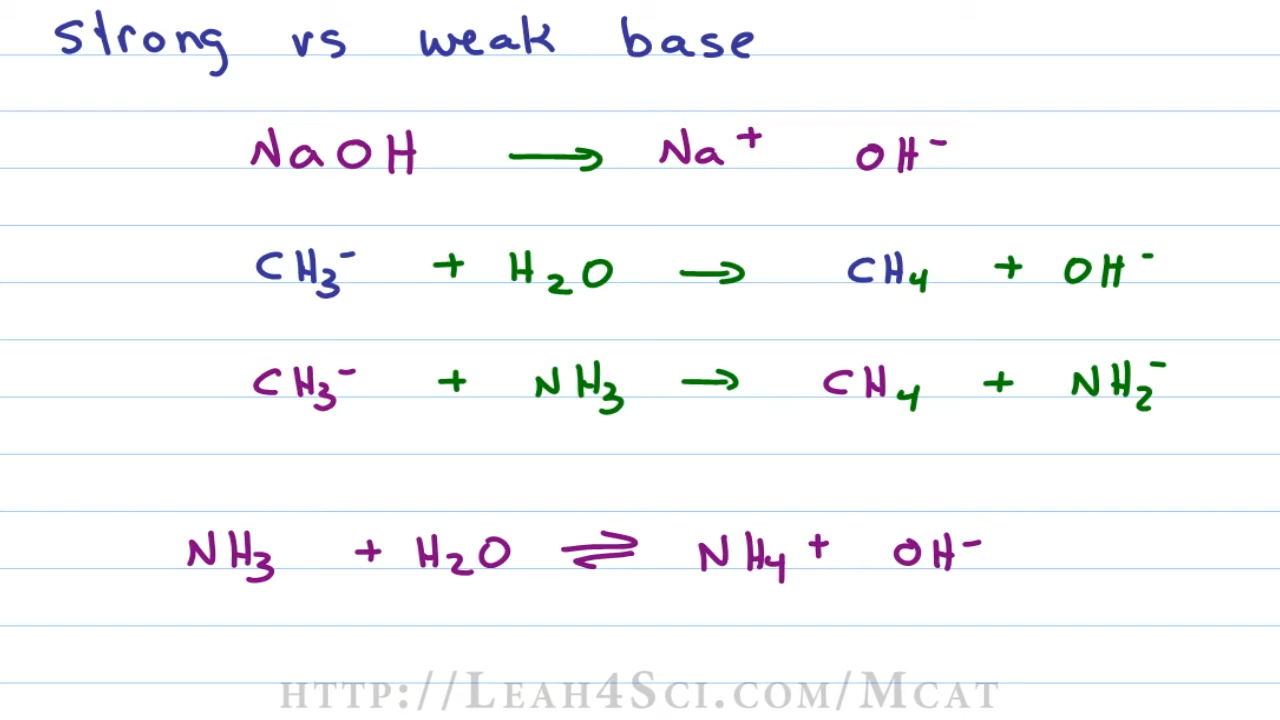 strong vs weak base
NaOH → Na⁺ OH⁻
CH₃⁻ + H₂O → CH₄ + OH⁻
CH₃⁻ + NH₃ → CH₄ + NH₂⁻
NH₃ + H₂O ⇌ NH₄⁺ OH⁻
HTTP://LEAH4SCI.COM/MCAT